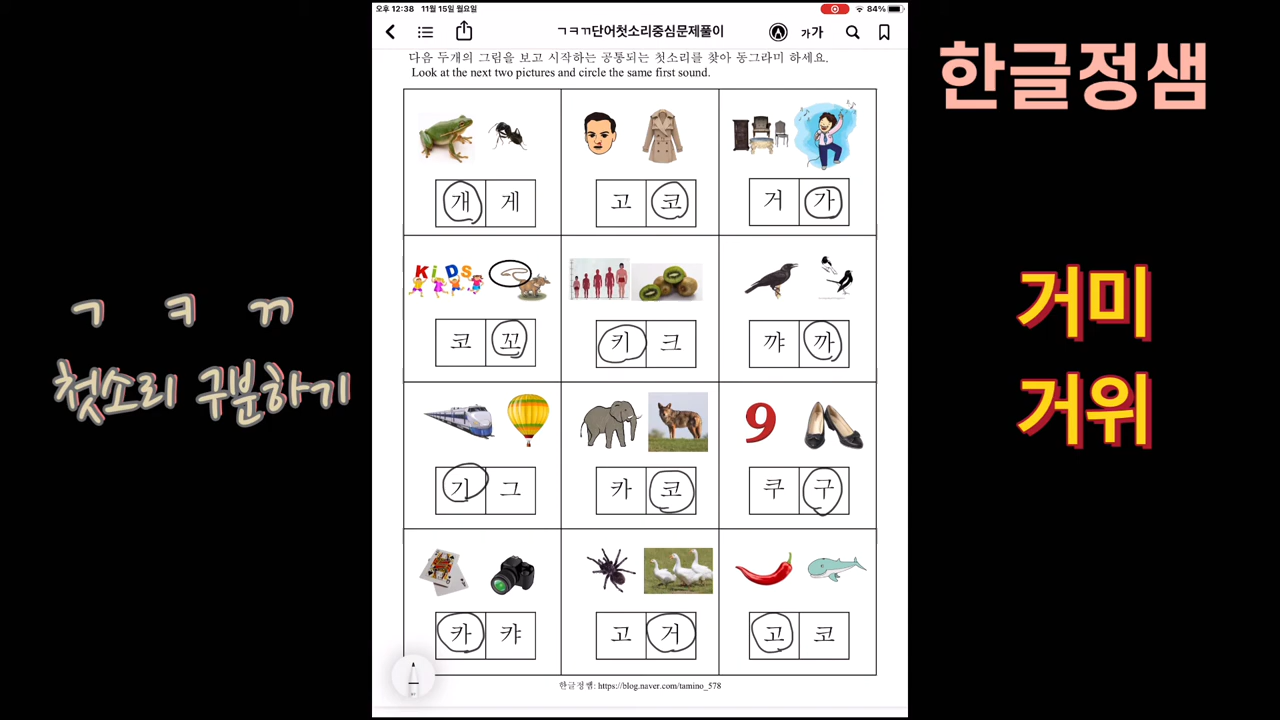 오후 12:38 11월 15일 월요일
84%
ㄱㅋㄲ단어첫소리중심문제풀이
가가
한글정샘
다음 두개의 그림을 보고 시작하는 공통되는 첫소리를 찾아 동그라미 하세요.
Look at the next two pictures and circle the same first sound.
개 게
고 코
거 가
KiDS
코 꼬
키 크
꺄 까
ㄱ ㅋ ㄲ
첫소리 구분하기
거미
거위
9
기 그
카 코
쿠 구
카 캬
고 거
고 코
한글정쌤: https://blog.naver.com/tamino_578